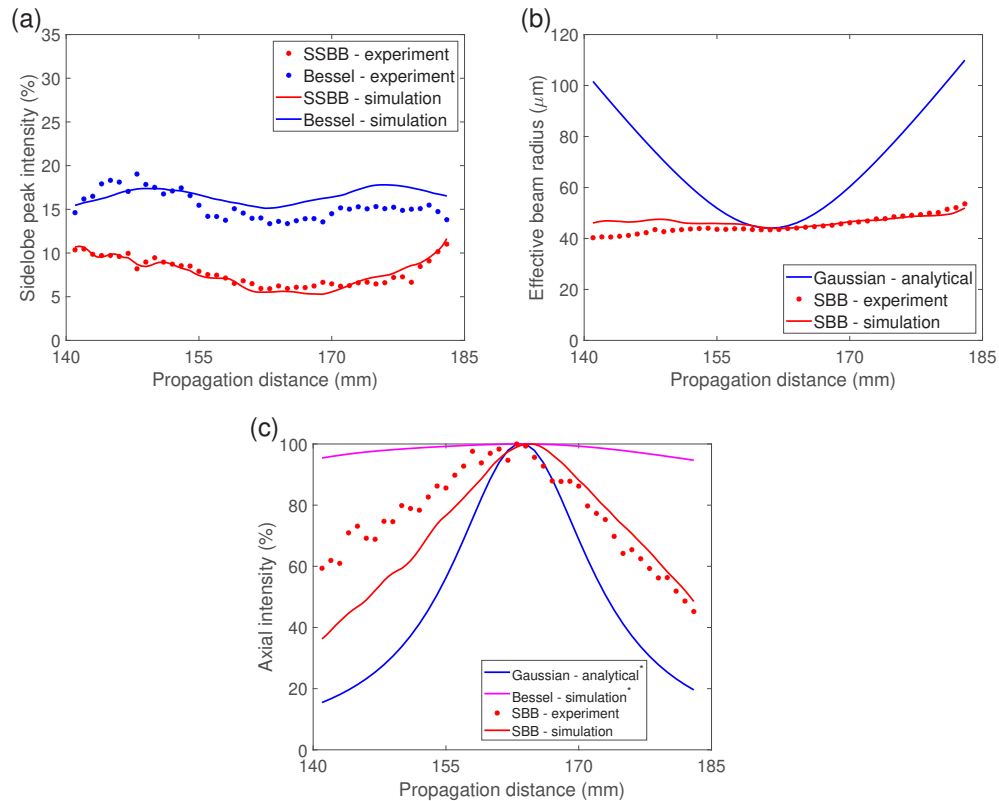 (a)
Sidelobe peak intensity (%)
35
30
25
20
15
10
5
0
140
155
170
185
Propagation distance (mm)
SSBB - experiment
Bessel - experiment
SSBB - simulation
Bessel - simulation
(b)
Effective beam radius (μm)
120
100
80
60
40
20
0
140
155
170
185
Propagation distance (mm)
Gaussian - analytical
SBB - experiment
SBB - simulation
(c)
Axial intensity (%)
100
80
60
40
20
0
140
155
170
185
Propagation distance (mm)
Gaussian - analytical*
Bessel - simulation*
SBB - experiment
SBB - simulation